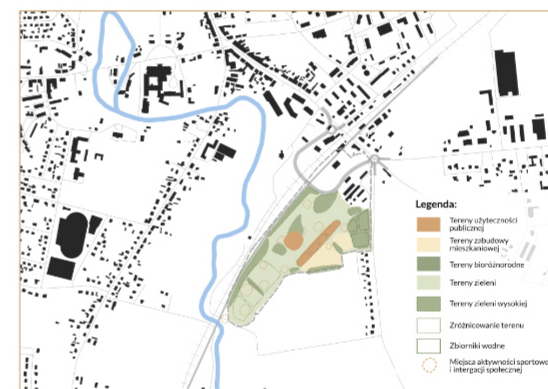 Legenda:
Tereny użyteczności
publicznej
Tereny zabudowy
mieszkaniowej
Tereny bioróżnorodne
Tereny zieleni
Tereny zieleni wysokiej
Zróżnicowanie terenu
Zbiorniki wodne
Miejsca aktywności sportowe
i intergacji społecznej